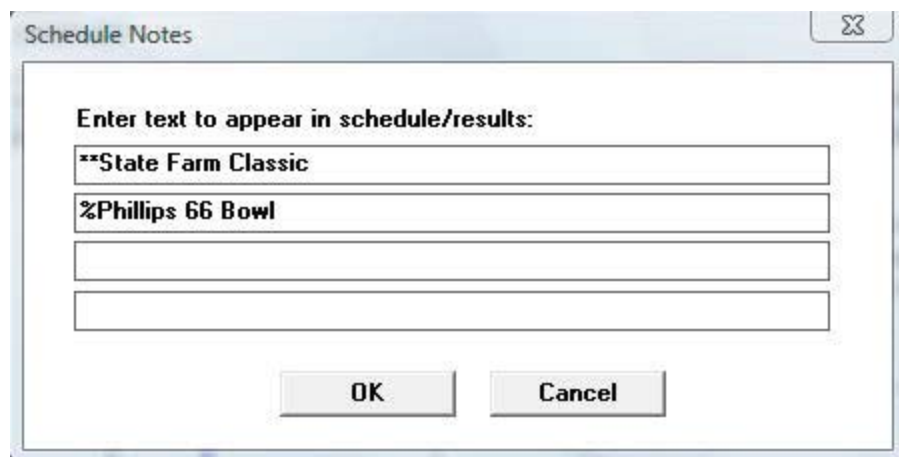 Schedule Notes
Enter text to appear in schedule/results:
**State Farm Classic
%Phillips 66 Bowl
OK Cancel